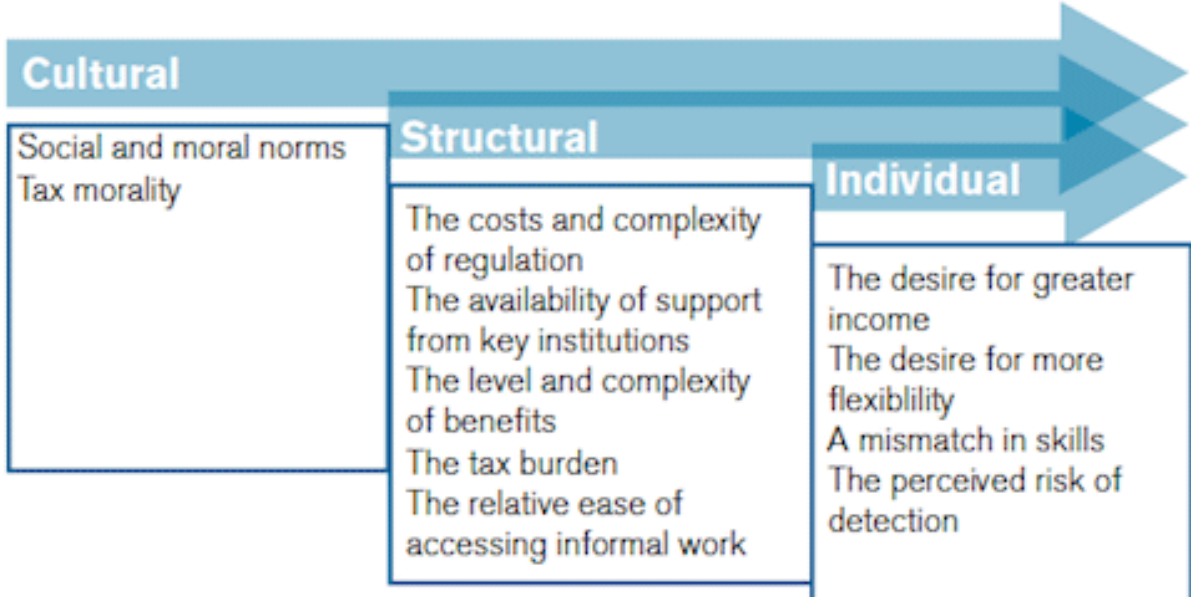 Cultural
Social and moral norms
Tax morality
Structural
The costs and complexity
of regulation
The availability of support
from key institutions
The level and complexity
of benefits
The tax burden
The relative ease of
accessing informal work
Individual
The desire for greater
income
The desire for more
flexiblility
A mismatch in skills
The perceived risk of
detection